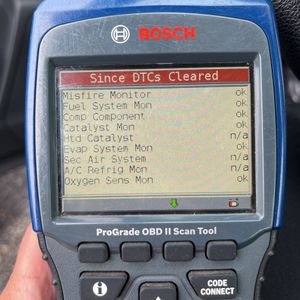 BOSCH
Since DTCs Cleared
Misfire Monitor ok
Fuel System Mon ok
Comp Component ok
Catalyst Mon ok
Htd Catalyst n/a
Evap System Mon ok
Sec Air System n/a
A/C Refrig Mon n/a
Oxygen Sens Mon ok
ProGrade OBD II Scan Tool
i
CODE
CONNECT